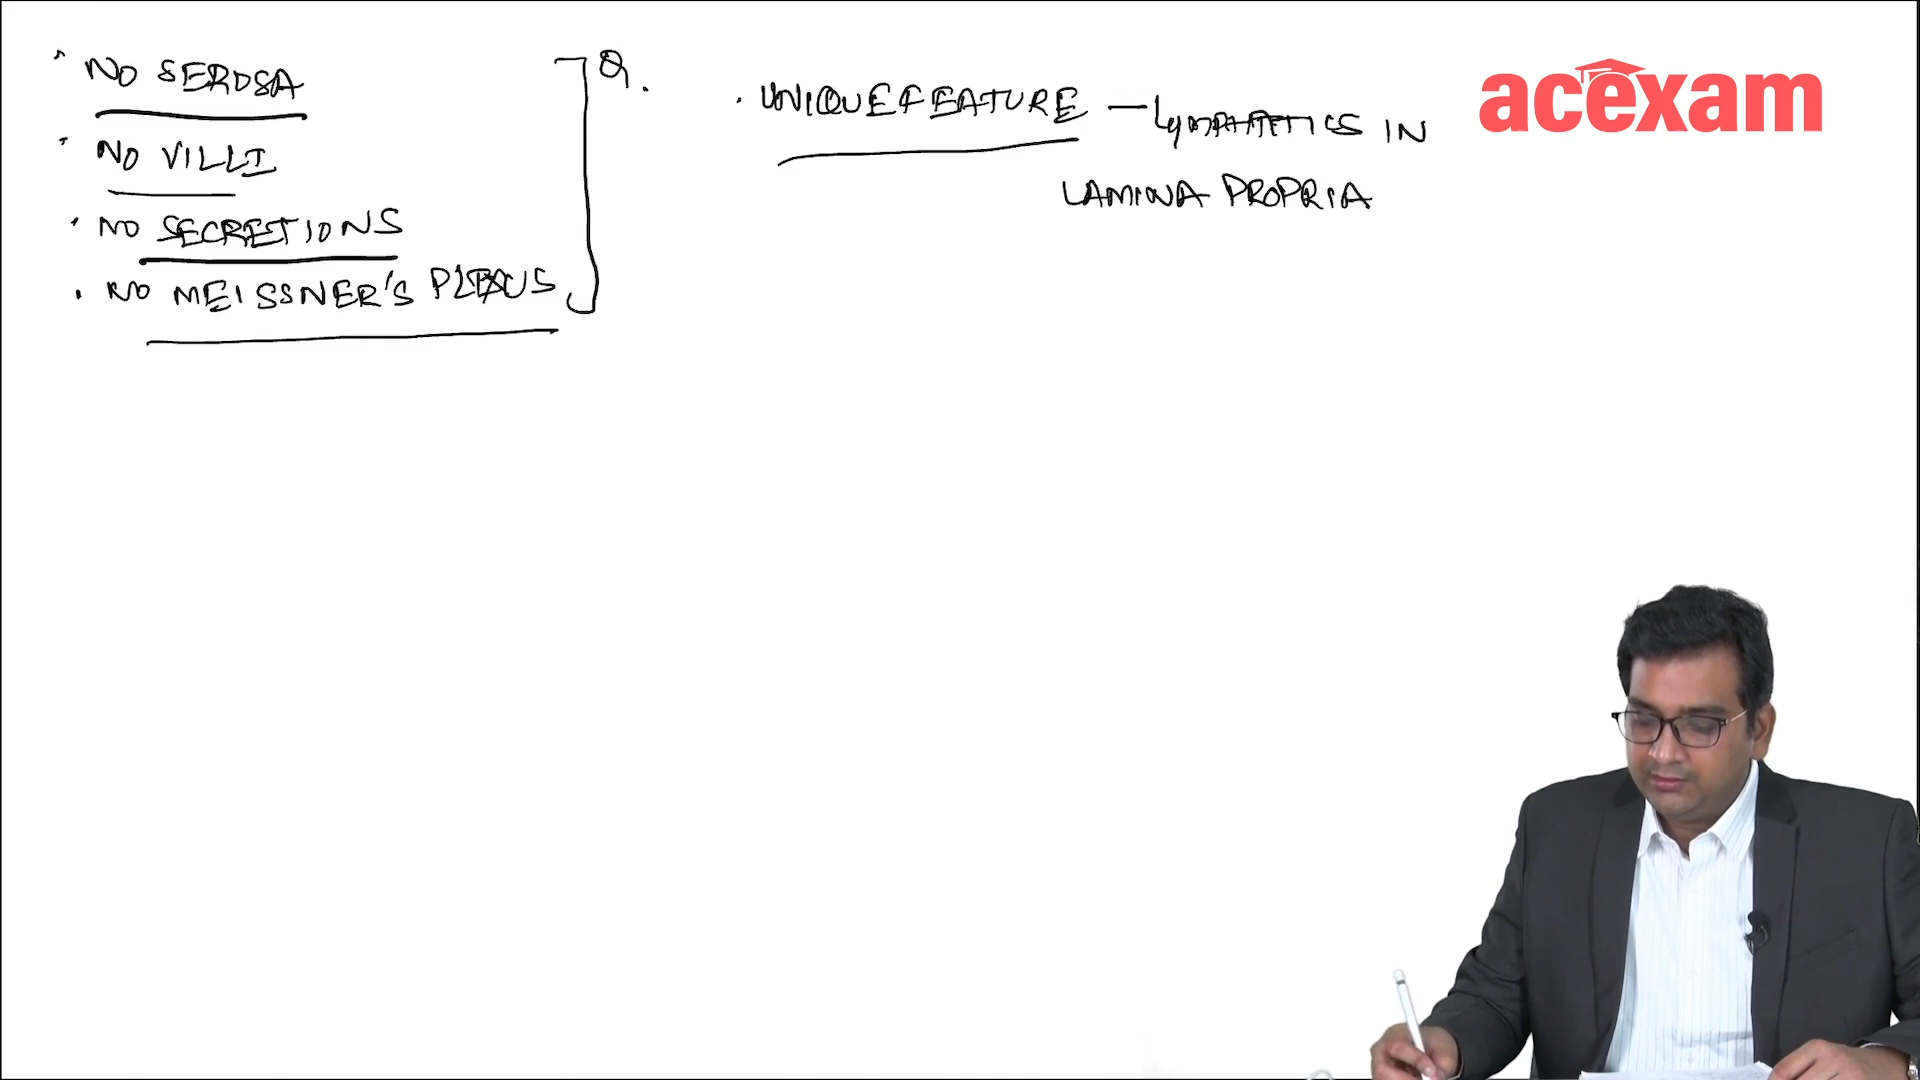 · NO SEROSA
· NO VILLI
· NO SECRETIONS
· NO MEISSNER'S PLEXUS
Q.
· UNIQUE FEATURE — LYMPHATICS IN
LAMINA PROPRIA
acexam